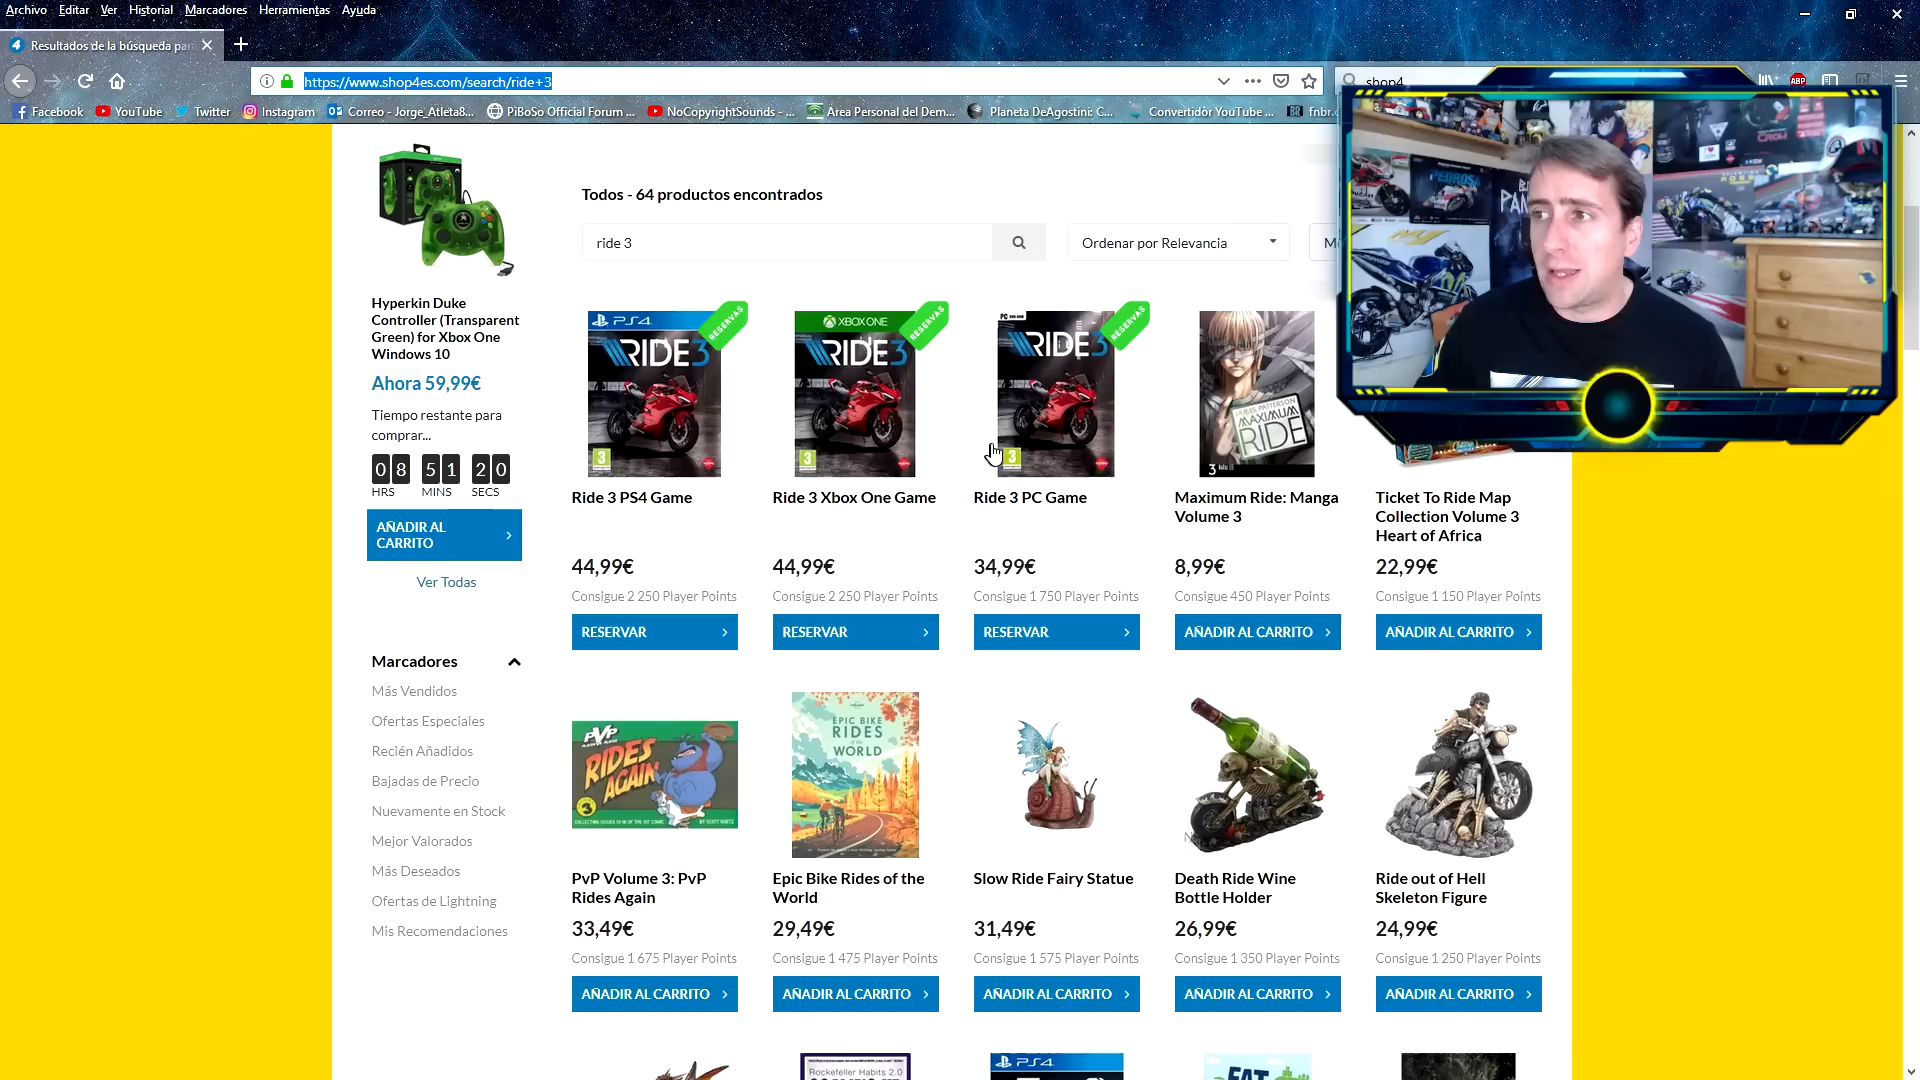 Archivo Editar Ver Historial Marcadores Herramientas Ayuda
Resultados de la búsqueda par
https://www.shop4es.com/search/ride+3
shop4
Facebook YouTube Twitter Instagram Correo - Jorge_Atleta8... PiBoSo Official Forum ... NoCopyrightSounds - ... Area Personal del Dem... Planeta DeAgostini: C... Convertidor YouTube ... fnbr.c
Todos - 64 productos encontrados
ride 3
Ordenar por Relevancia
Hyperkin Duke
Controller (Transparent
Green) for Xbox One
Windows 10
Ahora 59,99€
Tiempo restante para
comprar...
08 51 20
HRS MINS SECS
AÑADIR AL
CARRITO
Ver Todas
Marcadores
Más Vendidos
Ofertas Especiales
Recién Añadidos
Bajadas de Precio
Nuevamente en Stock
Mejor Valorados
Más Deseados
Ofertas de Lightning
Mis Recomendaciones
PS4
RIDE 3
RESERVAS
3
XBOX ONE
RIDE 3
RESERVAS
3
PC
RIDE 3
RESERVAS
3
JAMES PATTERSON
MAXIMUM
RIDE
3
PEDROSA
Ride 3 PS4 Game
44,99€
Consigue 2 250 Player Points
RESERVAR
Ride 3 Xbox One Game
44,99€
Consigue 2 250 Player Points
RESERVAR
Ride 3 PC Game
34,99€
Consigue 1 750 Player Points
RESERVAR
Maximum Ride: Manga
Volume 3
8,99€
Consigue 450 Player Points
AÑADIR AL CARRITO
Ticket To Ride Map
Collection Volume 3
Heart of Africa
22,99€
Consigue 1 150 Player Points
AÑADIR AL CARRITO
PVP
RIDES
AGAIN
3
PvP Volume 3: PvP
Rides Again
33,49€
Consigue 1 675 Player Points
AÑADIR AL CARRITO
EPIC BIKE
RIDES
of the
WORLD
Epic Bike Rides of the
World
29,49€
Consigue 1 475 Player Points
AÑADIR AL CARRITO
Slow Ride Fairy Statue
31,49€
Consigue 1 575 Player Points
AÑADIR AL CARRITO
Death Ride Wine
Bottle Holder
26,99€
Consigue 1 350 Player Points
AÑADIR AL CARRITO
Ride out of Hell
Skeleton Figure
24,99€
Consigue 1 250 Player Points
AÑADIR AL CARRITO
Rockefeller Habits 2.0
PS4
EAT